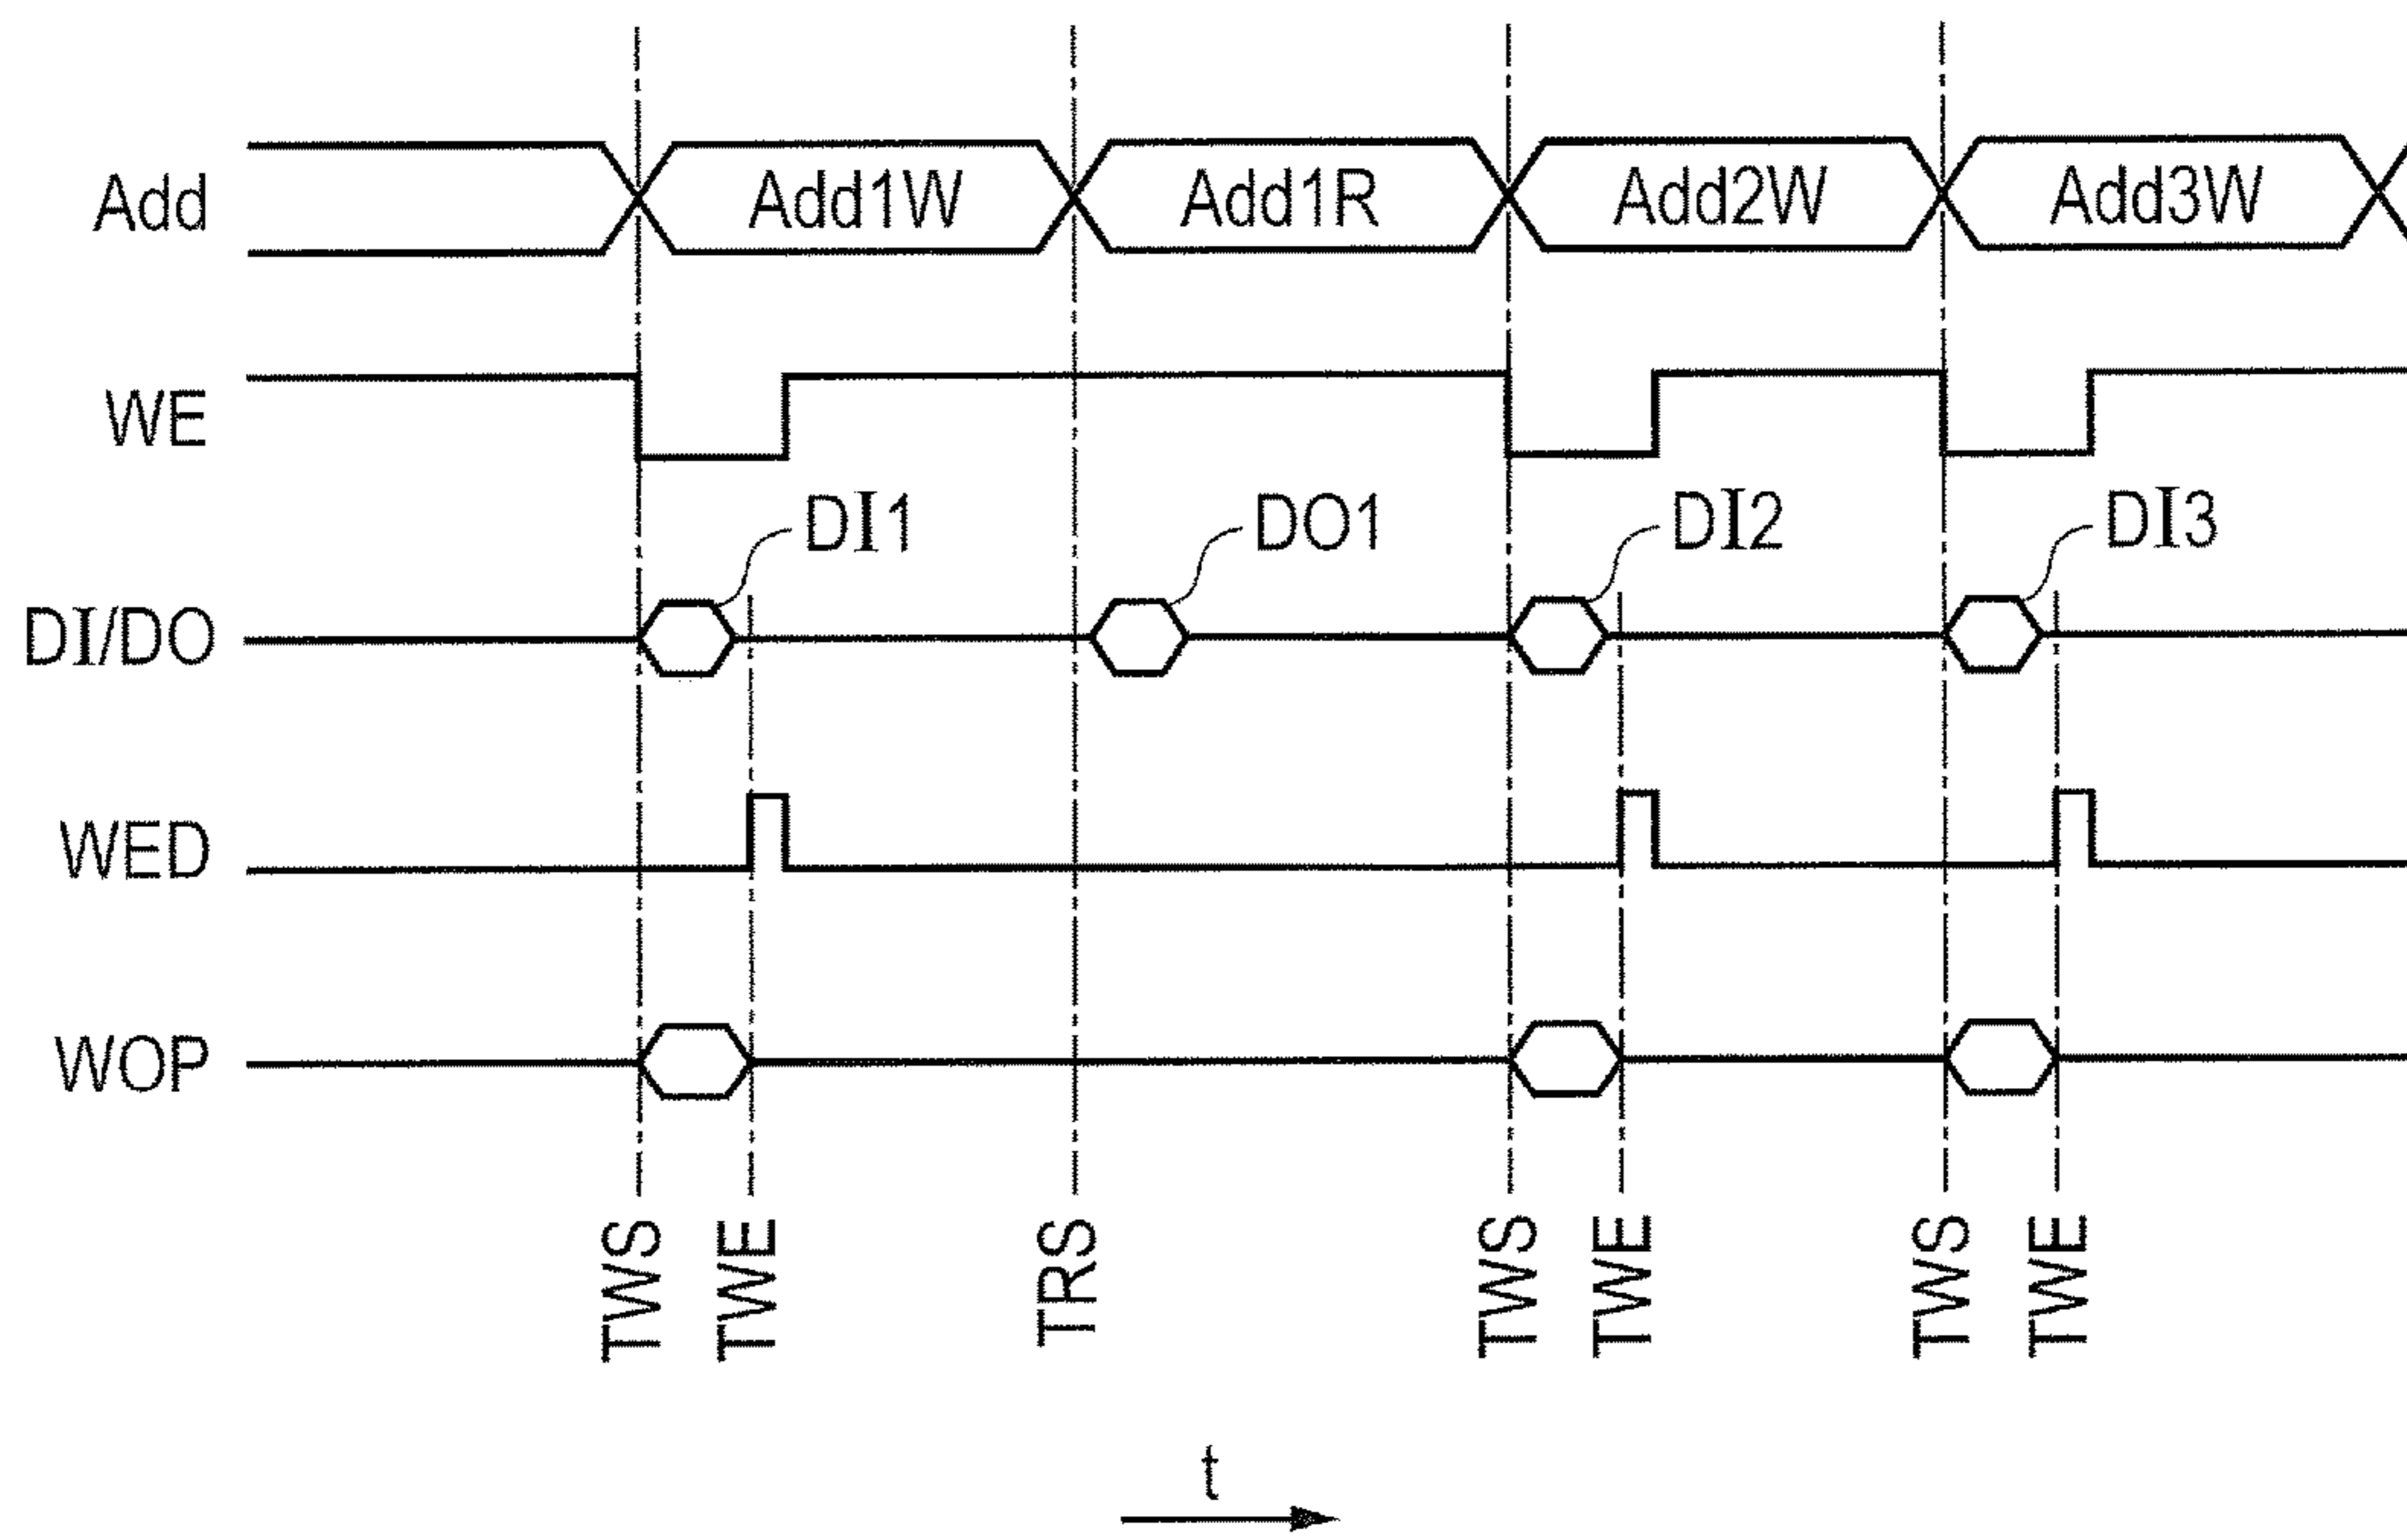 Add Add1W Add1R Add2W Add3W
WE
DI1 DO1 DI2 DI3
DI/DO
WED
WOP
TWS TWE TRS TWS TWE TWS TWE
t